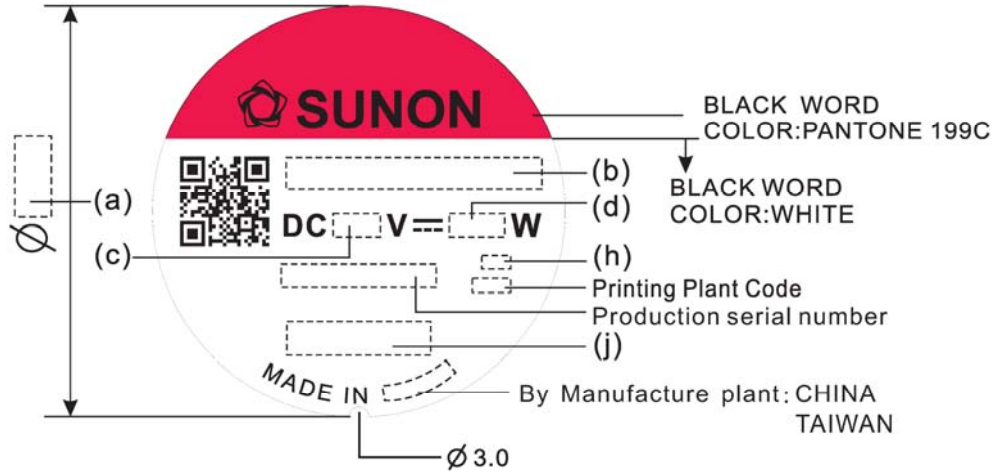 SUNON
BLACK WORD
COLOR:PANTONE 199C
BLACK WORD
COLOR:WHITE
(a)
Ø
(b)
(d)
DC V W
(c)
(h)
Printing Plant Code
Production serial number
(j)
MADE IN
By Manufacture plant: CHINA
TAIWAN
Ø 3.0